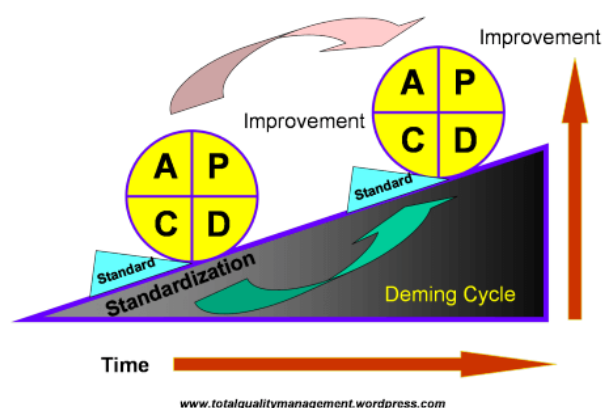 Improvement
A P
C D
Improvement
A P
C D
Standard
Standard
Standardization
Deming Cycle
Time
www.totalqualitymanagement.wordpress.com